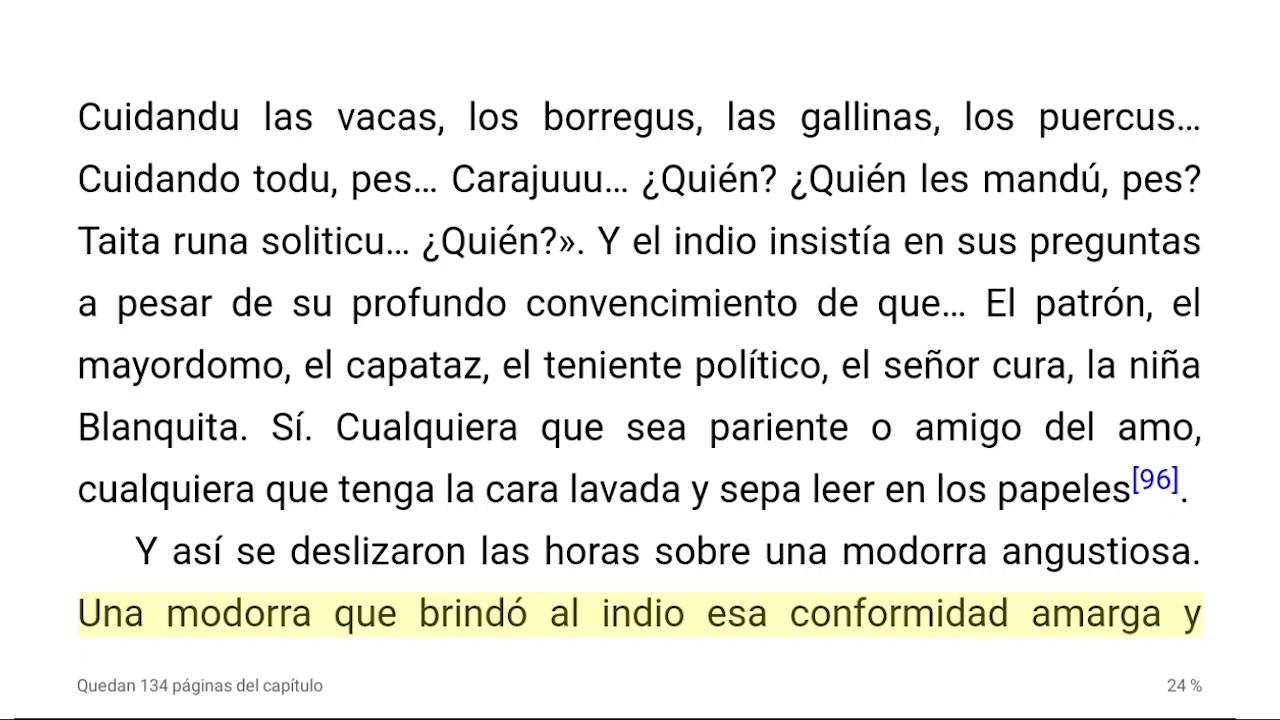 Cuidandu las vacas, los borregus, las gallinas, los puercus…
Cuidando todu, pes… Carajuuu… ¿Quién? ¿Quién les mandú, pes?
Taita runa soliticu… ¿Quién?». Y el indio insistía en sus preguntas
a pesar de su profundo convencimiento de que… El patrón, el
mayordomo, el capataz, el teniente político, el señor cura, la niña
Blanquita. Sí. Cualquiera que sea pariente o amigo del amo,
cualquiera que tenga la cara lavada y sepa leer en los papeles[96].
Y así se deslizaron las horas sobre una modorra angustiosa.
Una modorra que brindó al indio esa conformidad amarga y
Quedan 134 páginas del capítulo
24 %